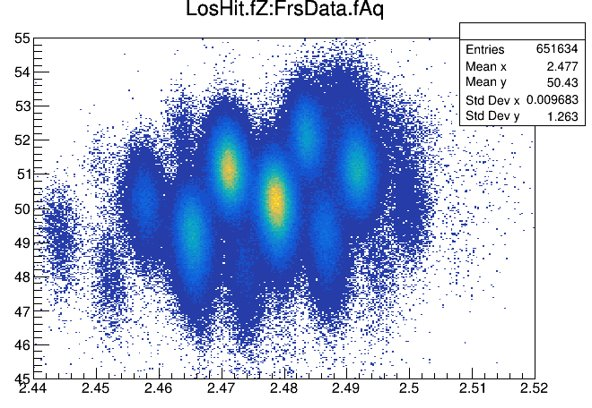 LosHit.fZ:FrsData.fAq
Entries 651634
Mean x 2.477
Mean y 50.43
Std Dev x 0.009683
Std Dev y 1.263
55
54
53
52
51
50
49
48
47
46
45
2.44 2.45 2.46 2.47 2.48 2.49 2.5 2.51 2.52